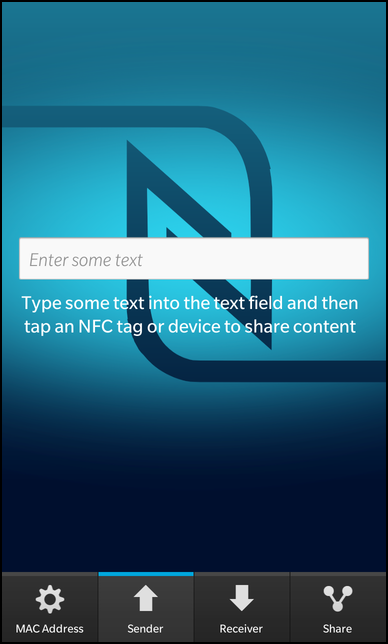 Enter some text
Type some text into the text field and then
tap an NFC tag or device to share content
MAC Address
Sender
Receiver
Share